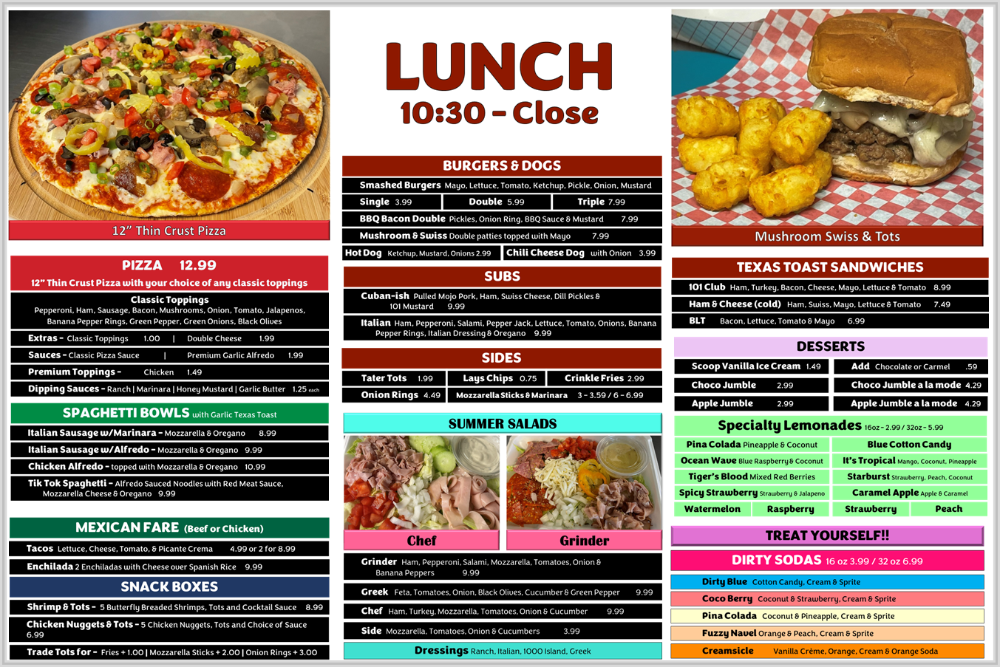 12” Thin Crust Pizza
PIZZA 12.99
12” Thin Crust Pizza with your choice of any classic toppings
Classic Toppings
Pepperoni, Ham, Sausage, Bacon, Mushrooms, Onion, Tomato, Jalapenos,
Banana Pepper Rings, Green Pepper, Green Onions, Black Olives
Extras – Classic Toppings 1.00 | Double Cheese 1.99
Sauces – Classic Pizza Sauce | Premium Garlic Alfredo 1.99
Premium Toppings – Chicken 1.49
Dipping Sauces – Ranch | Marinara | Honey Mustard | Garlic Butter 1.25 each
SPAGHETTI BOWLS with Garlic Texas Toast
Italian Sausage w/Marinara – Mozzarella & Oregano 8.99
Italian Sausage w/Alfredo – Mozzarella & Oregano 9.99
Chicken Alfredo – topped with Mozzarella & Oregano 10.99
Tik Tok Spaghetti – Alfredo Sauced Noodles with Red Meat Sauce,
Mozzarella Cheese & Oregano 9.99
MEXICAN FARE (Beef or Chicken)
Tacos Lettuce, Cheese, Tomato, & Picante Crema 4.99 or 2 for 8.99
Enchilada 2 Enchiladas with Cheese over Spanish Rice 9.99
SNACK BOXES
Shrimp & Tots – 5 Butterfly Breaded Shrimps, Tots and Cocktail Sauce 8.99
Chicken Nuggets & Tots – 5 Chicken Nuggets, Tots and Choice of Sauce
6.99
Trade Tots for – Fries + 1.00 | Mozzarella Sticks + 2.00 | Onion Rings + 3.00
LUNCH
10:30 – Close
BURGERS & DOGS
Smashed Burgers Mayo, Lettuce, Tomato, Ketchup, Pickle, Onion, Mustard
Single 3.99 Double 5.99 Triple 7.99
BBQ Bacon Double Pickles, Onion Ring, BBQ Sauce & Mustard 7.99
Mushroom & Swiss Double patties topped with Mayo 7.99
Hot Dog Ketchup, Mustard, Onions 2.99 Chili Cheese Dog with Onion 3.99
SUBS
Cuban-ish Pulled Mojo Pork, Ham, Swiss Cheese, Dill Pickles &
101 Mustard 9.99
Italian Ham, Pepperoni, Salami, Pepper Jack, Lettuce, Tomato, Onions, Banana
Pepper Rings, Italian Dressing & Oregano 9.99
SIDES
Tater Tots 1.99 Lays Chips 0.75 Crinkle Fries 2.99
Onion Rings 4.49 Mozzarella Sticks & Marinara 3 – 3.59 / 6 – 6.99
SUMMER SALADS
Chef Grinder
Grinder Ham, Pepperoni, Salami, Mozzarella, Tomatoes, Onion &
Banana Peppers 9.99
Greek Feta, Tomatoes, Onion, Black Olives, Cucumber & Green Pepper 9.99
Chef Ham, Turkey, Mozzarella, Tomatoes, Onion & Cucumber 9.99
Side Mozzarella, Tomatoes, Onion & Cucumbers 3.99
Dressings Ranch, Italian, 1000 Island, Greek
Mushroom Swiss & Tots
TEXAS TOAST SANDWICHES
101 Club Ham, Turkey, Bacon, Cheese, Mayo, Lettuce & Tomato 8.99
Ham & Cheese (cold) Ham, Swiss, Mayo, Lettuce & Tomato 7.49
BLT Bacon, Lettuce, Tomato & Mayo 6.99
DESSERTS
Scoop Vanilla Ice Cream 1.49 Add Chocolate or Carmel .59
Choco Jumble 2.99 Choco Jumble a la mode 4.29
Apple Jumble 2.99 Apple Jumble a la mode 4.29
Specialty Lemonades 16oz – 2.99 / 32oz – 5.99
Pina Colada Pineapple & Coconut Blue Cotton Candy
Ocean Wave Blue Raspberry & Coconut It’s Tropical Mango, Coconut, Pineapple
Tiger’s Blood Mixed Red Berries Starburst Strawberry, Peach, Coconut
Spicy Strawberry Strawberry & Jalapeno Caramel Apple Apple & Caramel
Watermelon Raspberry Strawberry Peach
TREAT YOURSELF!!
DIRTY SODAS 16 oz 3.99 / 32 oz 6.99
Dirty Blue Cotton Candy, Cream & Sprite
Coco Berry Coconut & Strawberry, Cream & Sprite
Pina Colada Coconut & Pineapple, Cream & Sprite
Fuzzy Navel Orange & Peach, Cream & Sprite
Creamsicle Vanilla Crème, Orange, Cream & Orange Soda